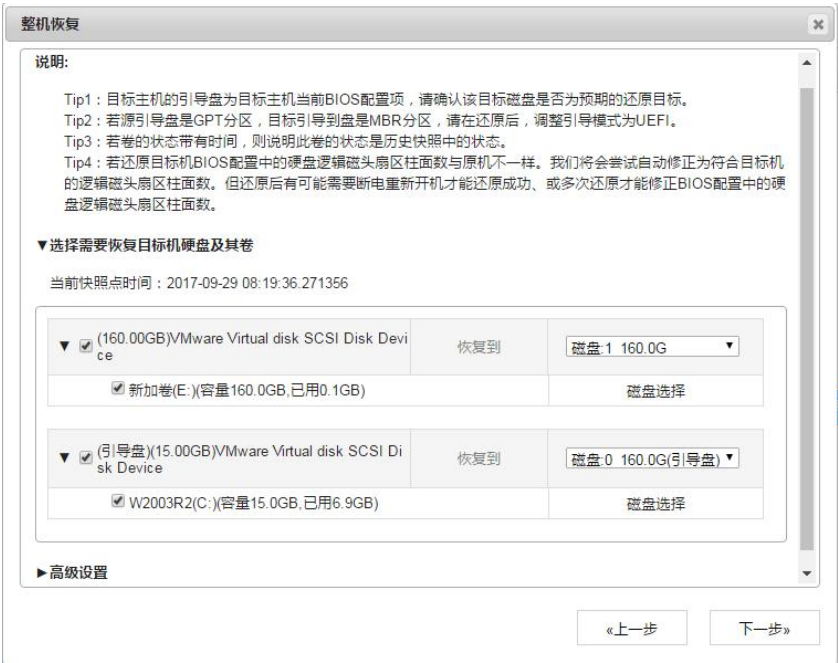 整机恢复
说明:
Tip1：目标主机的引导盘为目标主机当前BIOS配置项，请确认该目标磁盘是否为预期的还原目标。
Tip2：若源引导盘是GPT分区，目标引导到盘是MBR分区，请在还原后，调整引导模式为UEFI。
Tip3：若卷的状态带有时间，则说明此卷的状态是历史快照中的状态。
Tip4：若还原目标机BIOS配置中的硬盘逻辑磁头扇区柱面数与原机不一样。我们将会尝试自动修正为符合目标机
的逻辑磁头扇区柱面数。但还原后有可能需要断电重新开机才能还原成功、或多次还原才能修正BIOS配置中的硬
盘逻辑磁头扇区柱面数。
▼选择需要恢复目标机硬盘及其卷
当前快照点时间：2017-09-29 08:19:36.271356
▼ (160.00GB)VMware Virtual disk SCSI Disk Devi
ce
恢复到
磁盘:1 160.0G
新加卷(E:)(容量160.0GB,已用0.1GB)
磁盘选择
▼ (引导盘)(15.00GB)VMware Virtual disk SCSI Di
sk Device
恢复到
磁盘:0 160.0G(引导盘)
W2003R2(C:)(容量15.0GB,已用6.9GB)
磁盘选择
►高级设置
«上一步
下一步»